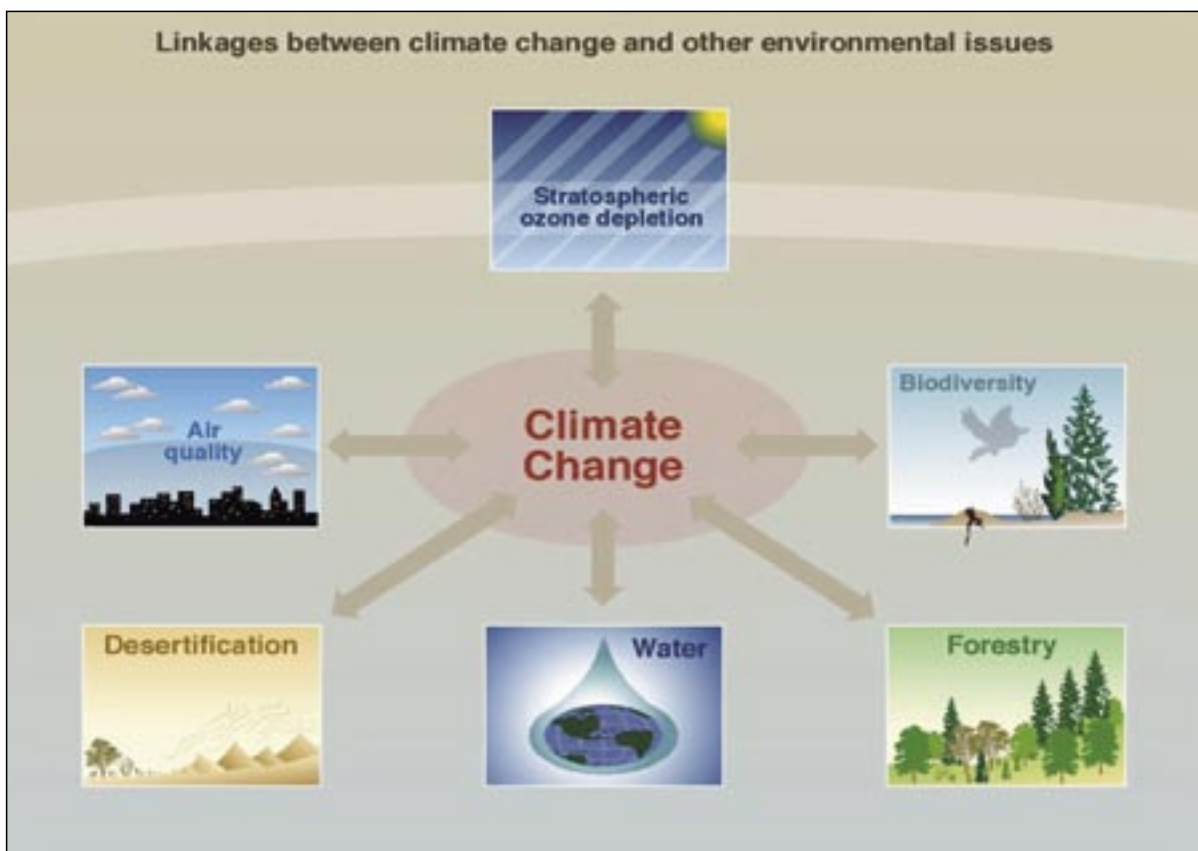 Linkages between climate change and other environmental issues
Stratospheric
ozone depletion
Air
quality
Climate
Change
Biodiversity
Desertification
Water
Forestry